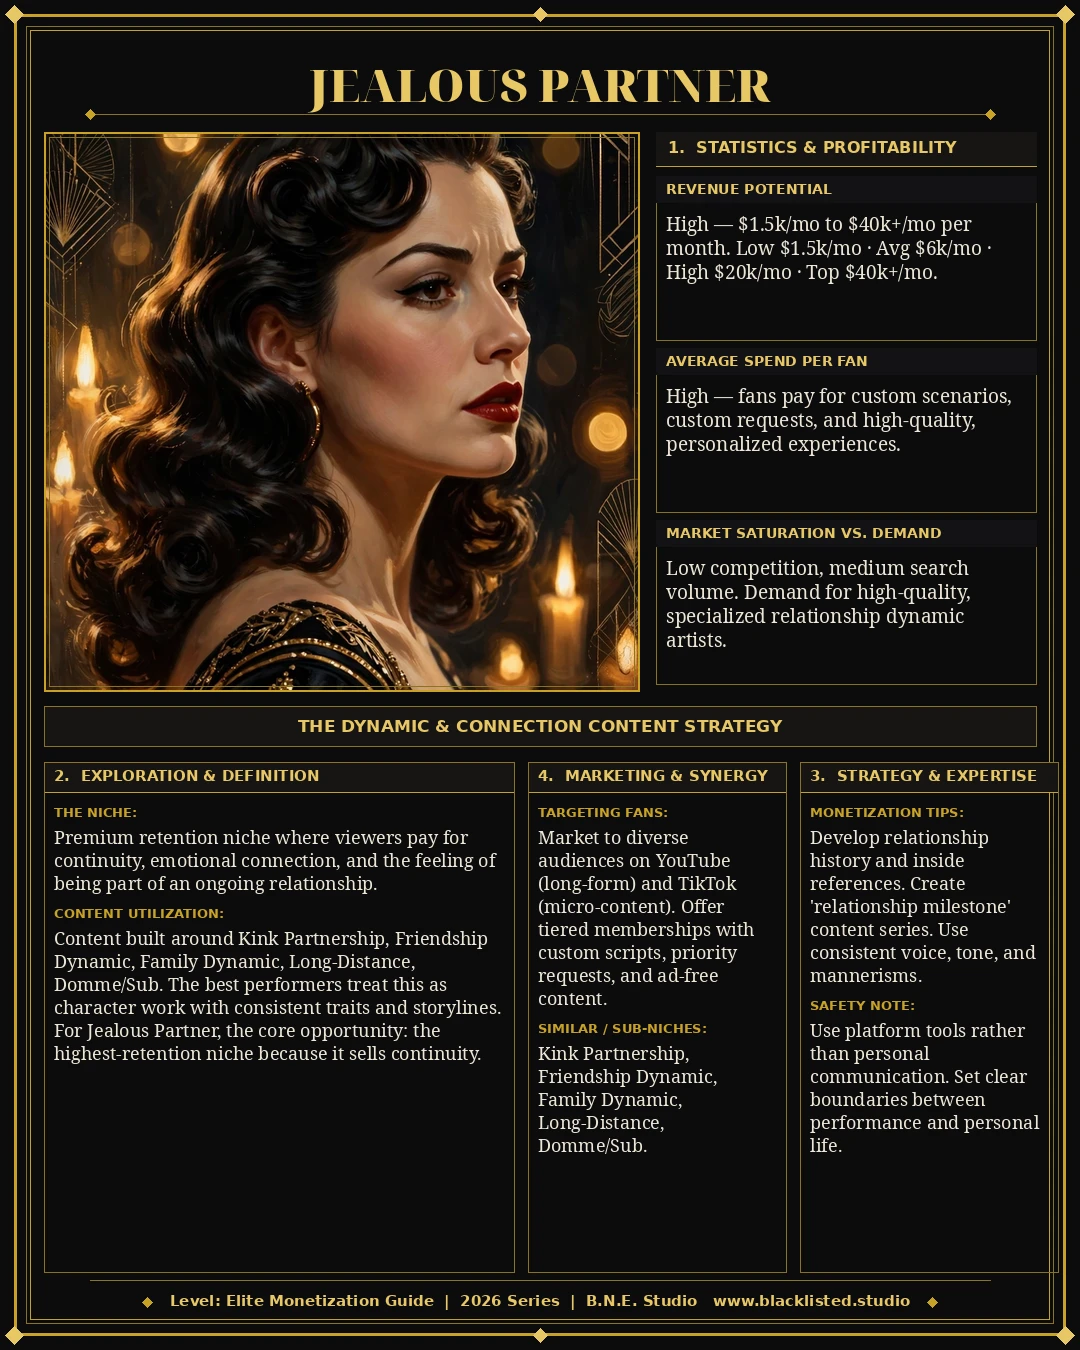 JEALOUS PARTNER
1. STATISTICS & PROFITABILITY
REVENUE POTENTIAL
High — $1.5k/mo to $40k+/mo per
month. Low $1.5k/mo · Avg $6k/mo ·
High $20k/mo · Top $40k+/mo.
AVERAGE SPEND PER FAN
High — fans pay for custom scenarios,
custom requests, and high-quality,
personalized experiences.
MARKET SATURATION VS. DEMAND
Low competition, medium search
volume. Demand for high-quality,
specialized relationship dynamic
artists.
THE DYNAMIC & CONNECTION CONTENT STRATEGY
2. EXPLORATION & DEFINITION
THE NICHE:
Premium retention niche where viewers pay for
continuity, emotional connection, and the feeling of
being part of an ongoing relationship.
CONTENT UTILIZATION:
Content built around Kink Partnership, Friendship
Dynamic, Family Dynamic, Long-Distance,
Domme/Sub. The best performers treat this as
character work with consistent traits and storylines.
For Jealous Partner, the core opportunity: the
highest-retention niche because it sells continuity.
4. MARKETING & SYNERGY
TARGETING FANS:
Market to diverse
audiences on YouTube
(long-form) and TikTok
(micro-content). Offer
tiered memberships with
custom scripts, priority
requests, and ad-free
content.
SIMILAR / SUB-NICHES:
Kink Partnership,
Friendship Dynamic,
Family Dynamic,
Long-Distance,
Domme/Sub.
3. STRATEGY & EXPERTISE
MONETIZATION TIPS:
Develop relationship
history and inside
references. Create
'relationship milestone'
content series. Use
consistent voice, tone, and
mannerisms.
SAFETY NOTE:
Use platform tools rather
than personal
communication. Set clear
boundaries between
performance and personal
life.
Level: Elite Monetization Guide | 2026 Series | B.N.E. Studio www.blacklisted.studio